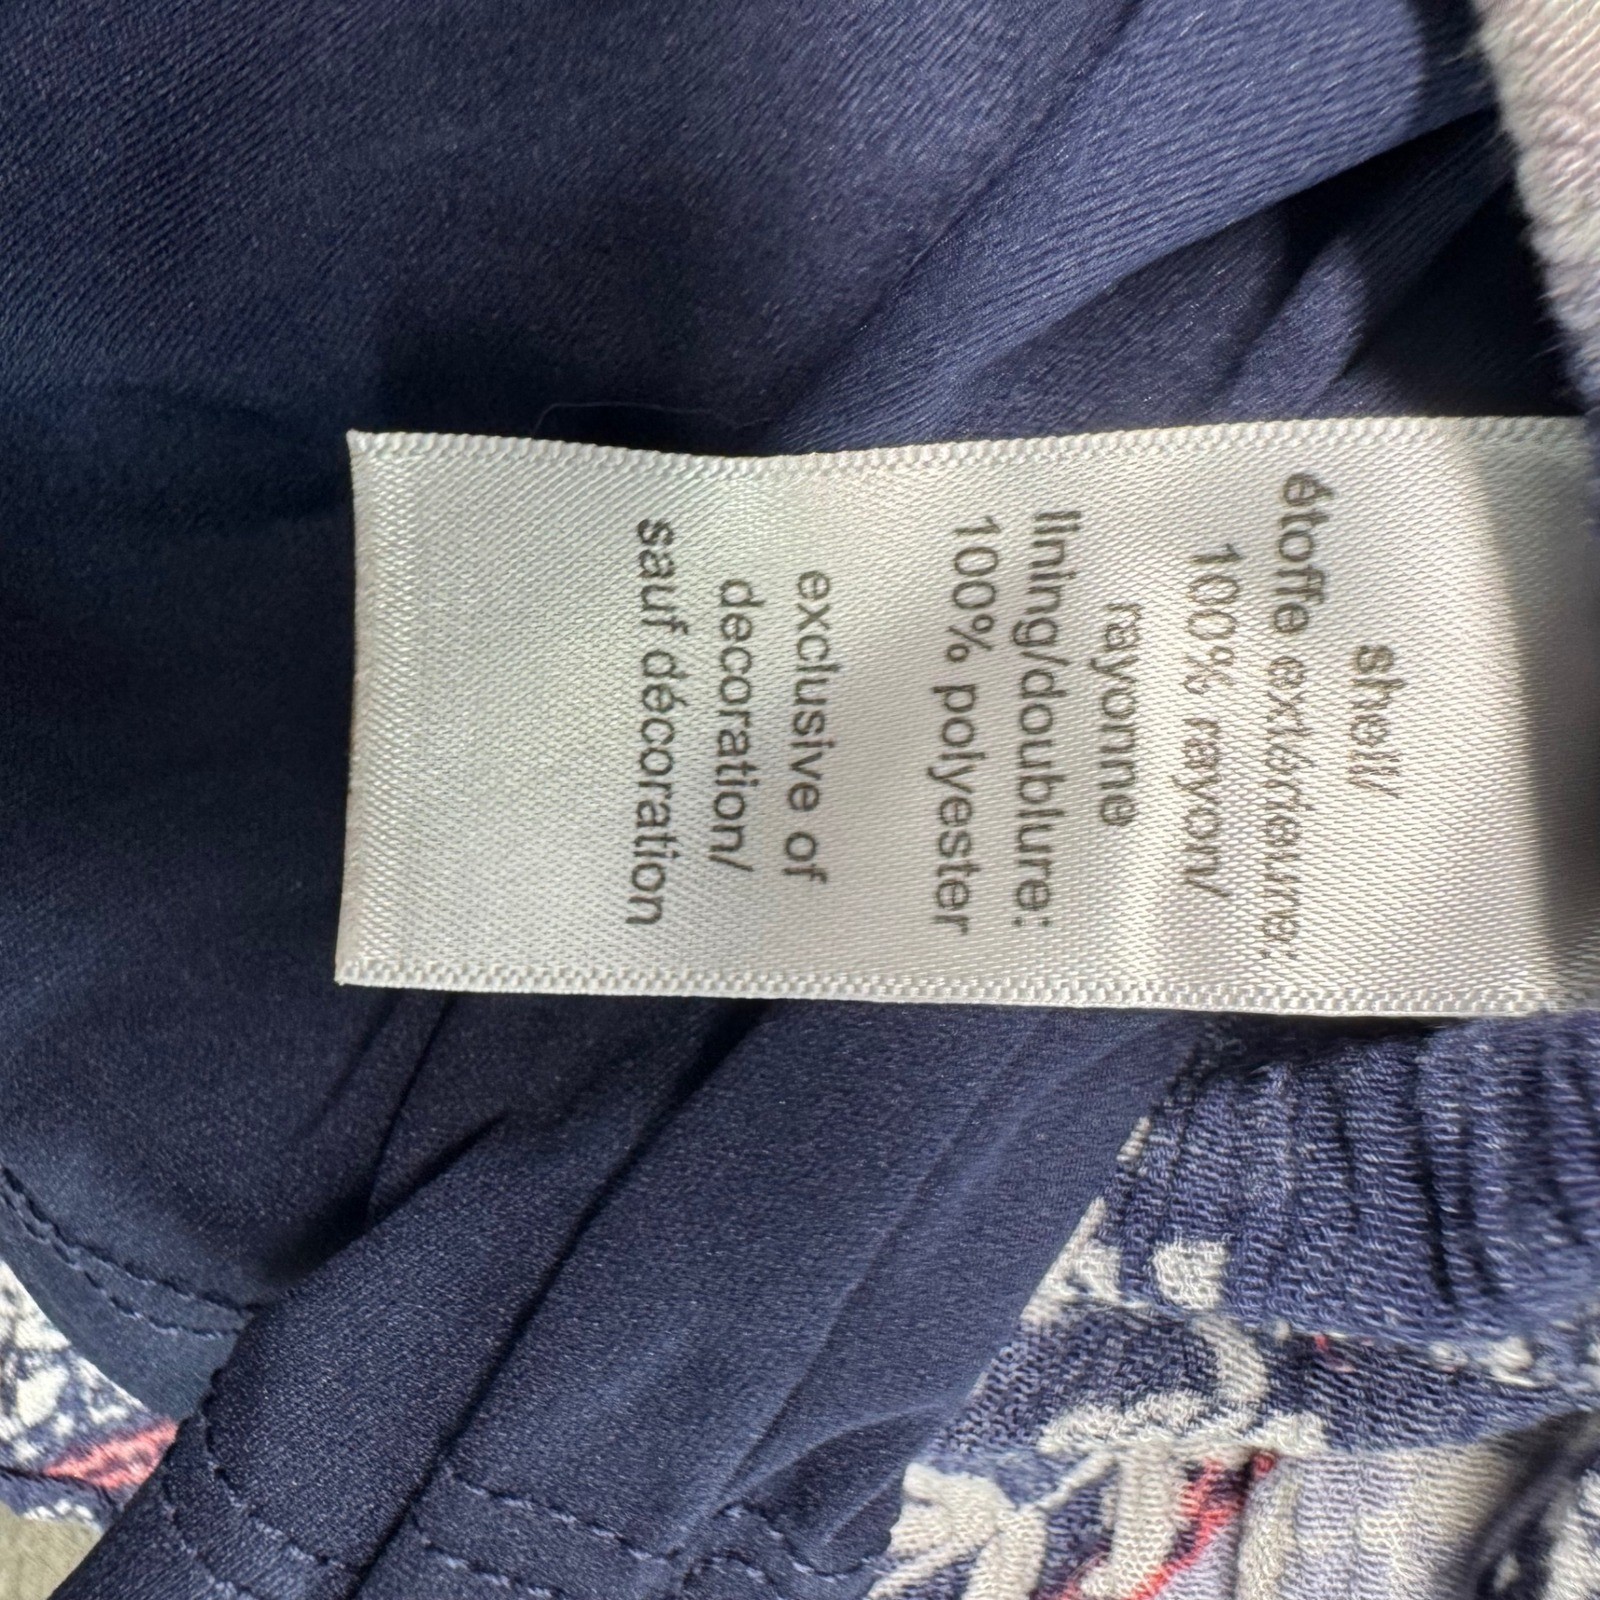 shell/
étoffe extérieure:
100% rayon/
rayonne
lining/doublure:
100% polyester
exclusive of
decoration/
sauf décoration